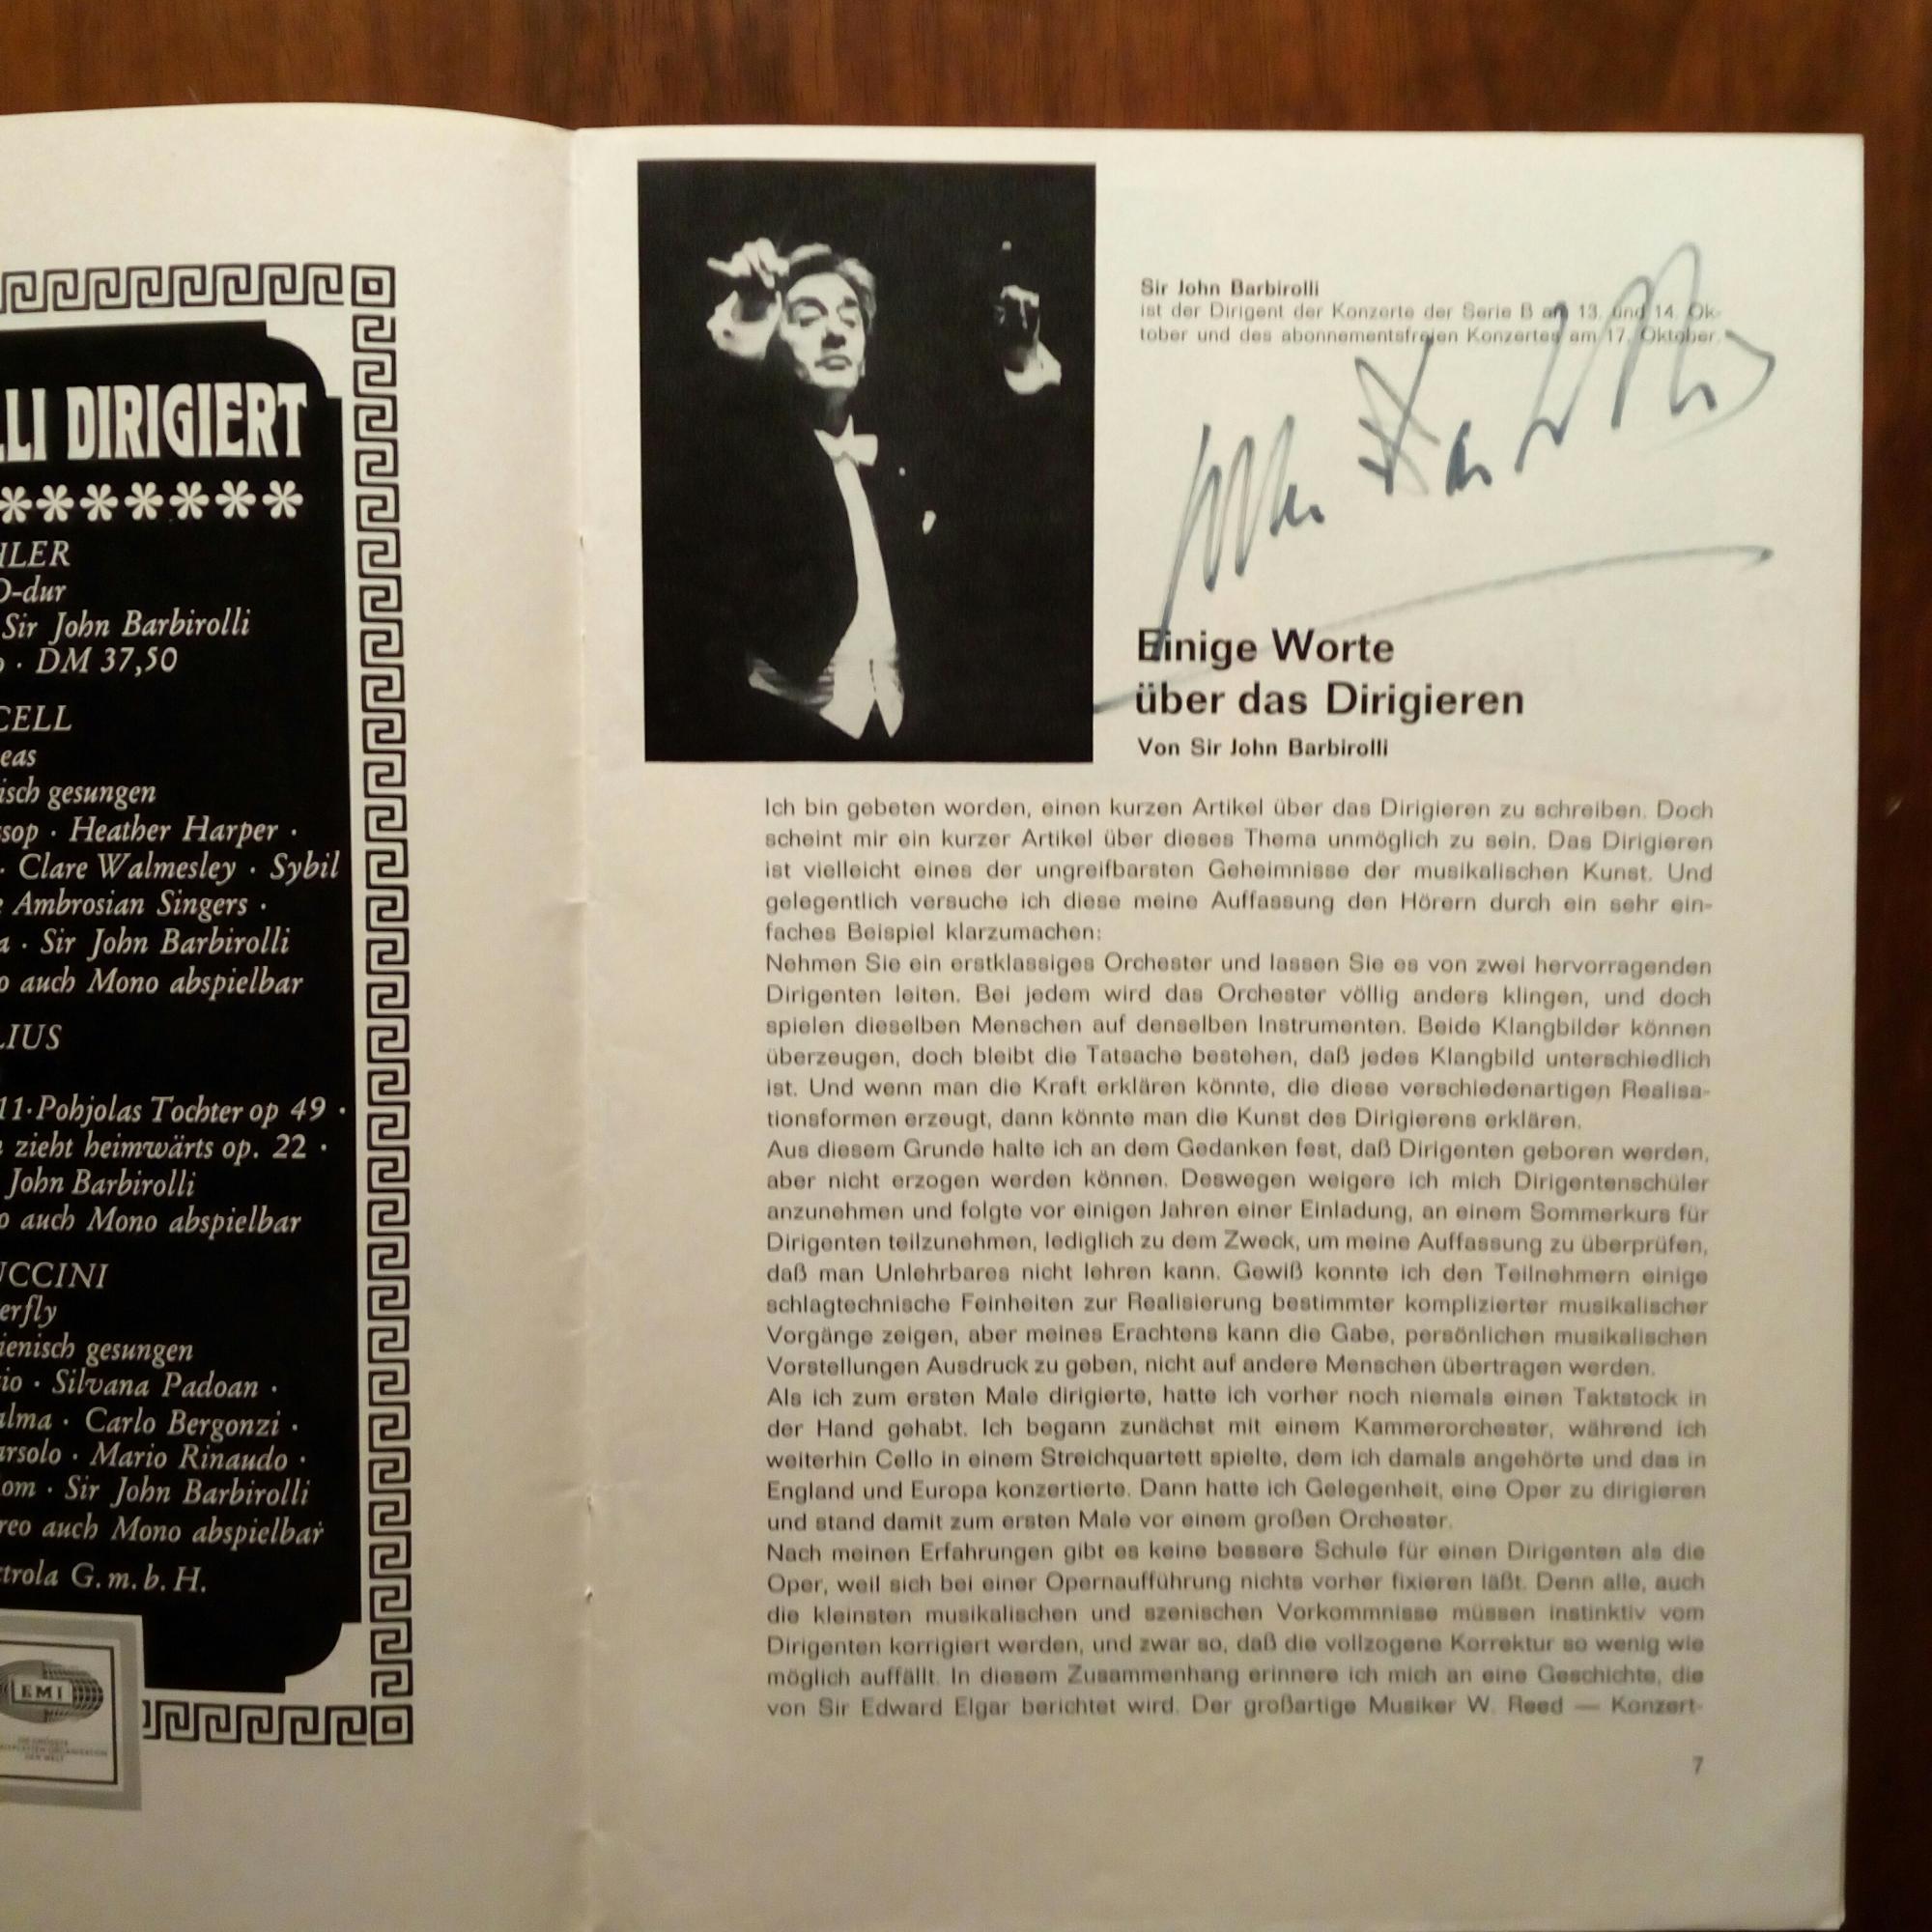 LLI DIRIGIERT
HLER
D-dur
Sir John Barbirolli
o · DM 37,50
CELL
eas
isch gesungen
ssop · Heather Harper ·
· Clare Walmesley · Sybil
e Ambrosian Singers ·
a · Sir John Barbirolli
o auch Mono abspielbar
LIUS
11·Pohjolas Tochter op 49 ·
n zieht heimwärts op. 22 ·
John Barbirolli
o auch Mono abspielbar
UCCINI
erfly
ienisch gesungen
io · Silvana Padoan ·
alma · Carlo Bergonzi ·
arsolo · Mario Rinaudo ·
om · Sir John Barbirolli
reo auch Mono abspielbar
ctrola G.m.b.H.
EMI
Sir John Barbirolli
ist der Dirigent der Konzerte der Serie B am 13. und 14. Ok-
tober und des abonnementsfreien Konzertes am 17. Oktober.
John Barbirolli
Einige Worte
über das Dirigieren
Von Sir John Barbirolli
Ich bin gebeten worden, einen kurzen Artikel über das Dirigieren zu schreiben. Doch
scheint mir ein kurzer Artikel über dieses Thema unmöglich zu sein. Das Dirigieren
ist vielleicht eines der ungreifbarsten Geheimnisse der musikalischen Kunst. Und
gelegentlich versuche ich diese meine Auffassung den Hörern durch ein sehr ein-
faches Beispiel klarzumachen:
Nehmen Sie ein erstklassiges Orchester und lassen Sie es von zwei hervorragenden
Dirigenten leiten. Bei jedem wird das Orchester völlig anders klingen, und doch
spielen dieselben Menschen auf denselben Instrumenten. Beide Klangbilder können
überzeugen, doch bleibt die Tatsache bestehen, daß jedes Klangbild unterschiedlich
ist. Und wenn man die Kraft erklären könnte, die diese verschiedenartigen Realisa-
tionsformen erzeugt, dann könnte man die Kunst des Dirigierens erklären.
Aus diesem Grunde halte ich an dem Gedanken fest, daß Dirigenten geboren werden,
aber nicht erzogen werden können. Deswegen weigere ich mich Dirigentenschüler
anzunehmen und folgte vor einigen Jahren einer Einladung, an einem Sommerkurs für
Dirigenten teilzunehmen, lediglich zu dem Zweck, um meine Auffassung zu überprüfen,
daß man Unlehrbares nicht lehren kann. Gewiß konnte ich den Teilnehmern einige
schlagtechnische Feinheiten zur Realisierung bestimmter komplizierter musikalischer
Vorgänge zeigen, aber meines Erachtens kann die Gabe, persönlichen musikalischen
Vorstellungen Ausdruck zu geben, nicht auf andere Menschen übertragen werden.
Als ich zum ersten Male dirigierte, hatte ich vorher noch niemals einen Taktstock in
der Hand gehabt. Ich begann zunächst mit einem Kammerorchester, während ich
weiterhin Cello in einem Streichquartett spielte, dem ich damals angehörte und das in
England und Europa konzertierte. Dann hatte ich Gelegenheit, eine Oper zu dirigieren
und stand damit zum ersten Male vor einem großen Orchester.
Nach meinen Erfahrungen gibt es keine bessere Schule für einen Dirigenten als die
Oper, weil sich bei einer Opernaufführung nichts vorher fixieren läßt. Denn alle, auch
die kleinsten musikalischen und szenischen Vorkommnisse müssen instinktiv vom
Dirigenten korrigiert werden, und zwar so, daß die vollzogene Korrektur so wenig wie
möglich auffällt. In diesem Zusammenhang erinnere ich mich an eine Geschichte, die
von Sir Edward Elgar berichtet wird. Der großartige Musiker W. Reed — Konzert-
7